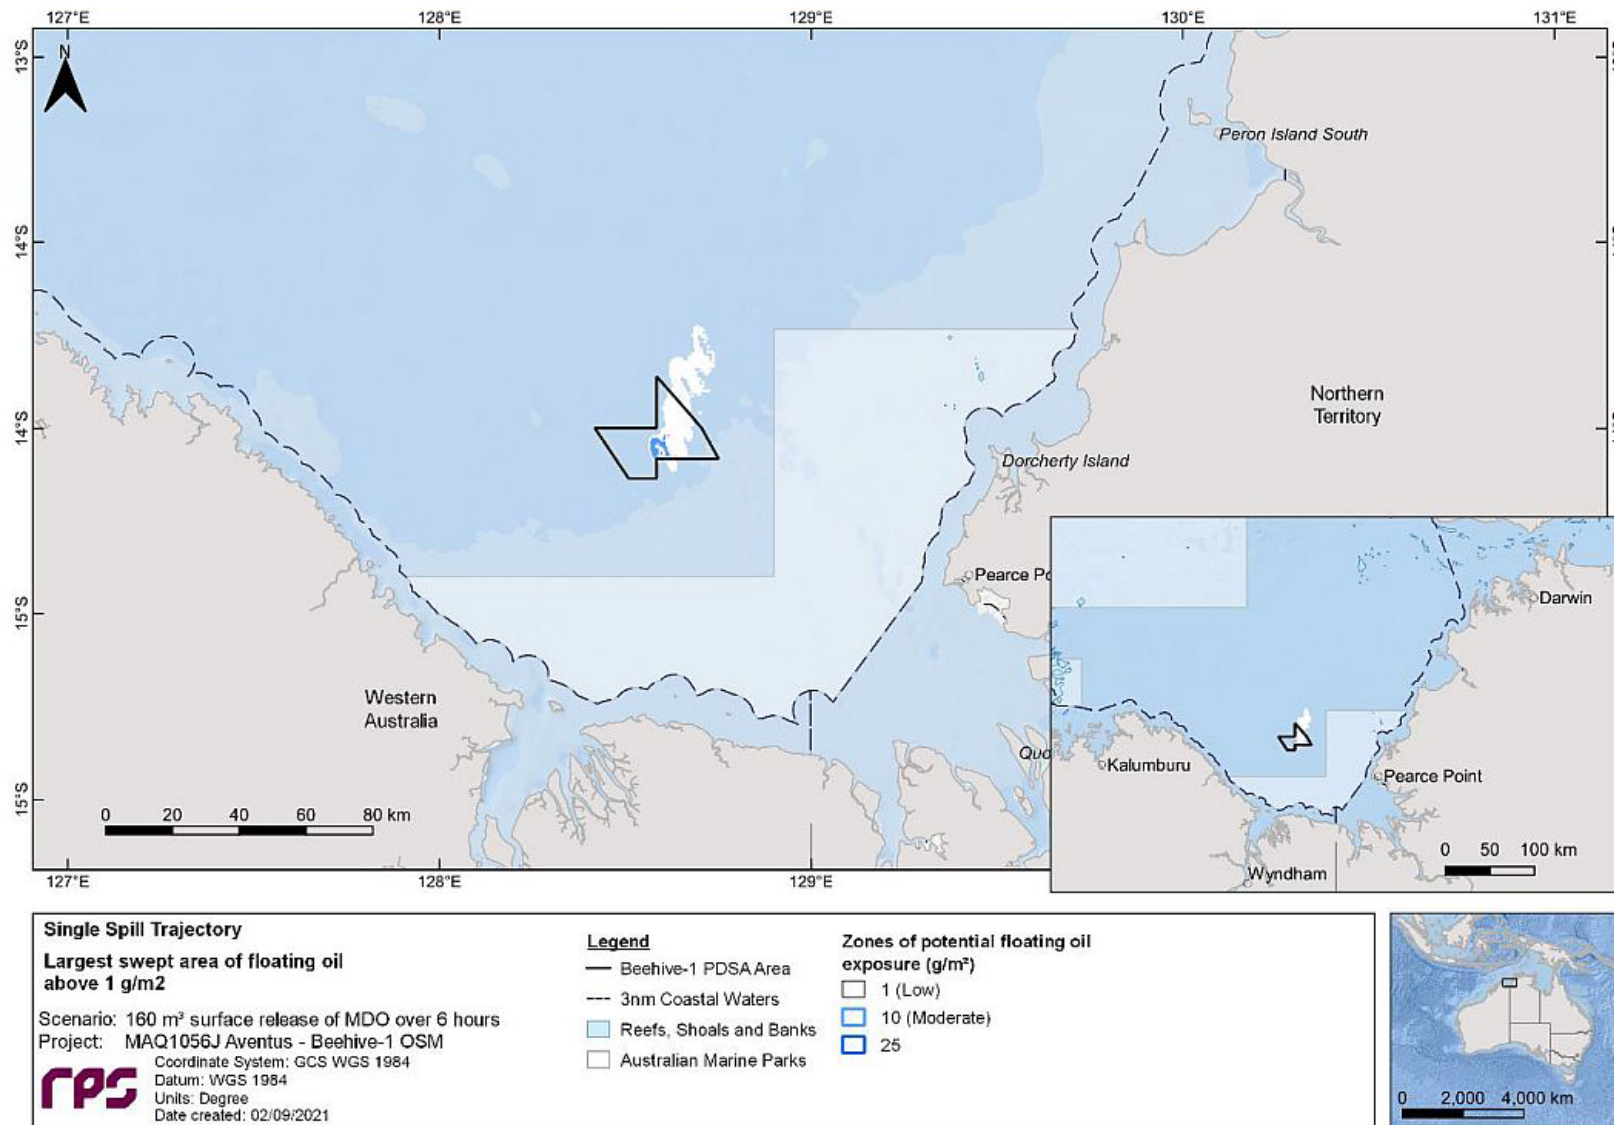 127°E 128°E 129°E 130°E 131°E
N
13°S
14°S
14°S
15°S
15°S
Peron Island South
Northern
Territory
Dorcherty Island
Pearce Po
Western
Australia
Quo
0 20 40 60 80 km
127°E 128°E 129°E
Darwin
Kalumburu
Pearce Point
Wyndham
0 50 100 km
Single Spill Trajectory
Largest swept area of floating oil
above 1 g/m2
Scenario: 160 m³ surface release of MDO over 6 hours
Project: MAQ1056J Aventus - Beehive-1 OSM
Coordinate System: GCS WGS 1984
Datum: WGS 1984
Units: Degree
Date created: 02/09/2021
rps
Legend
Beehive-1 PDSA Area
3nm Coastal Waters
Reefs, Shoals and Banks
Australian Marine Parks
Zones of potential floating oil
exposure (g/m²)
1 (Low)
10 (Moderate)
25
0 2,000 4,000 km